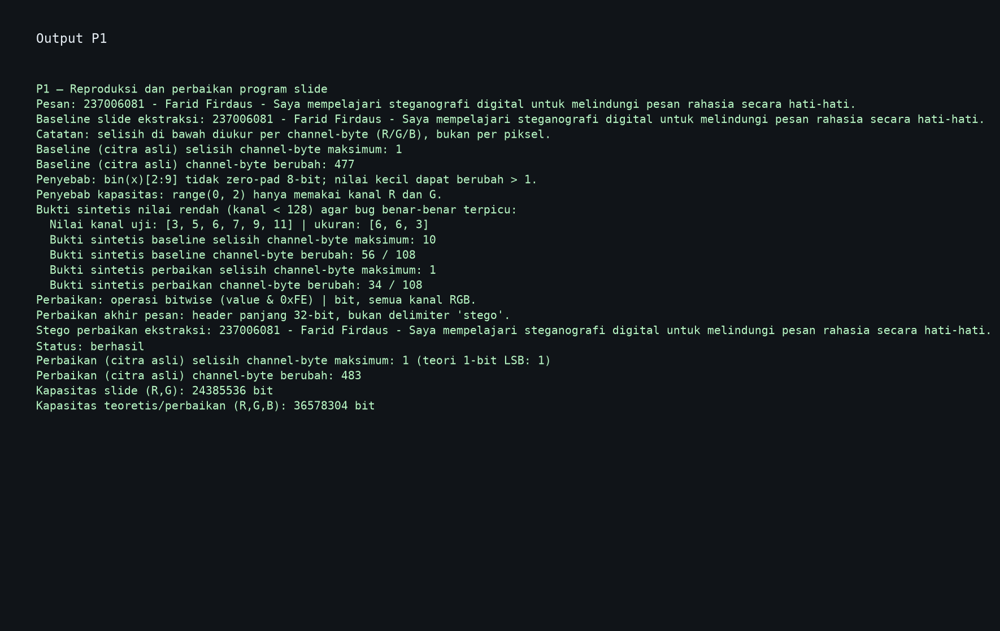 Output P1
P1 — Reproduksi dan perbaikan program slide
Pesan: 237006081 - Farid Firdaus - Saya mempelajari steganografi digital untuk melindungi pesan rahasia secara hati-hati.
Baseline slide ekstraksi: 237006081 - Farid Firdaus - Saya mempelajari steganografi digital untuk melindungi pesan rahasia secara hati-hati.
Catatan: selisih di bawah diukur per channel-byte (R/G/B), bukan per piksel.
Baseline (citra asli) selisih channel-byte maksimum: 1
Baseline (citra asli) channel-byte berubah: 477
Penyebab: bin(x)[2:9] tidak zero-pad 8-bit; nilai kecil dapat berubah > 1.
Penyebab kapasitas: range(0, 2) hanya memakai kanal R dan G.
Bukti sintetis nilai rendah (kanal < 128) agar bug benar-benar terpicu:
  Nilai kanal uji: [3, 5, 6, 7, 9, 11] | ukuran: [6, 6, 3]
  Bukti sintetis baseline selisih channel-byte maksimum: 10
  Bukti sintetis baseline channel-byte berubah: 56 / 108
  Bukti sintetis perbaikan selisih channel-byte maksimum: 1
  Bukti sintetis perbaikan channel-byte berubah: 34 / 108
Perbaikan: operasi bitwise (value & 0xFE) | bit, semua kanal RGB.
Perbaikan akhir pesan: header panjang 32-bit, bukan delimiter 'stego'.
Stego perbaikan ekstraksi: 237006081 - Farid Firdaus - Saya mempelajari steganografi digital untuk melindungi pesan rahasia secara hati-hati.
Status: berhasil
Perbaikan (citra asli) selisih channel-byte maksimum: 1 (teori 1-bit LSB: 1)
Perbaikan (citra asli) channel-byte berubah: 483
Kapasitas slide (R,G): 24385536 bit
Kapasitas teoretis/perbaikan (R,G,B): 36578304 bit